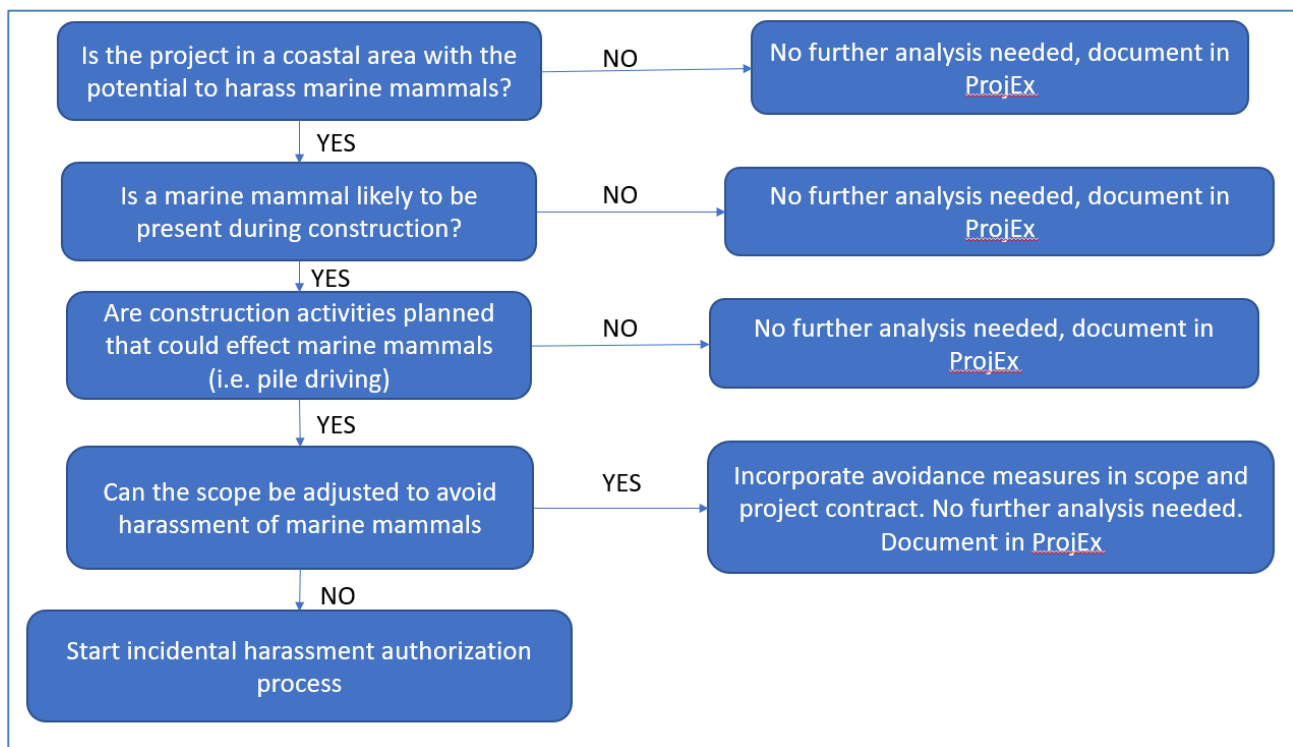 Is the project in a coastal area with the
potential to harass marine mammals?
NO
No further analysis needed, document in
ProjEx
YES
Is a marine mammal likely to be
present during construction?
NO
No further analysis needed, document in
ProjEx
YES
Are construction activities planned
that could effect marine mammals
(i.e. pile driving)
NO
No further analysis needed, document in
ProjEx
YES
Can the scope be adjusted to avoid
harassment of marine mammals
YES
Incorporate avoidance measures in scope and
project contract. No further analysis needed.
Document in ProjEx
NO
Start incidental harassment authorization
process